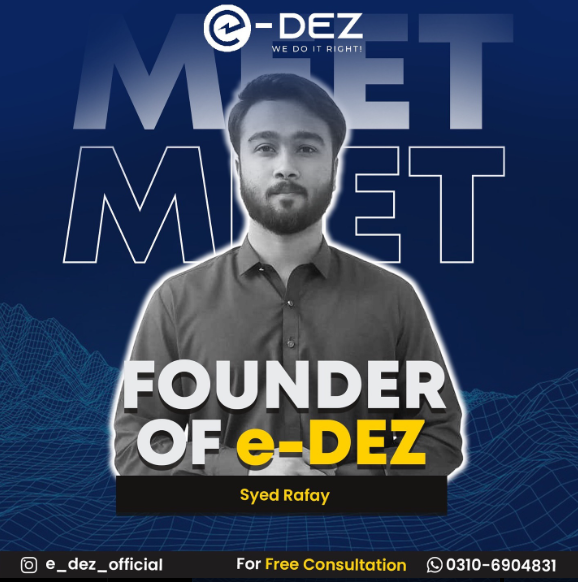 e-DEZ
WE DO IT RIGHT!
MEET
MEET
FOUNDER
OF e-DEZ
Syed Rafay
e_dez_official For Free Consultation 0310-6904831